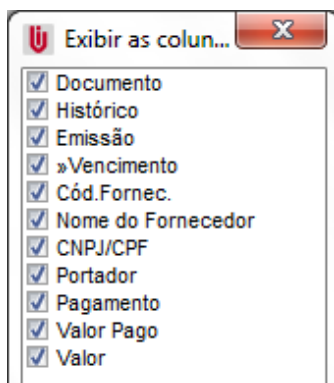 Exibir as colun...
Documento
Histórico
Emissão
»Vencimento
Cód.Fornec.
Nome do Fornecedor
CNPJ/CPF
Portador
Pagamento
Valor Pago
Valor